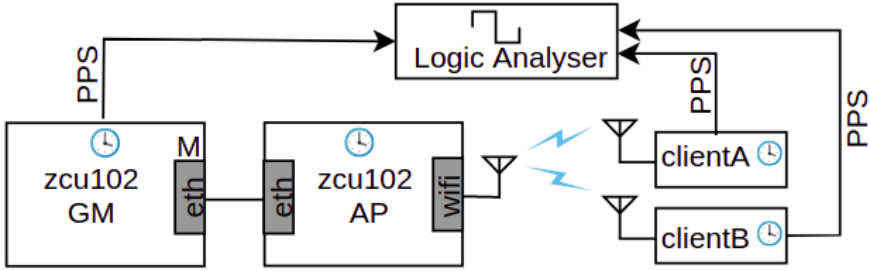 Logic Analyser
PPS
PPS
PPS
M
zcu102
GM
eth
eth
zcu102
AP
wifi
clientA
clientB